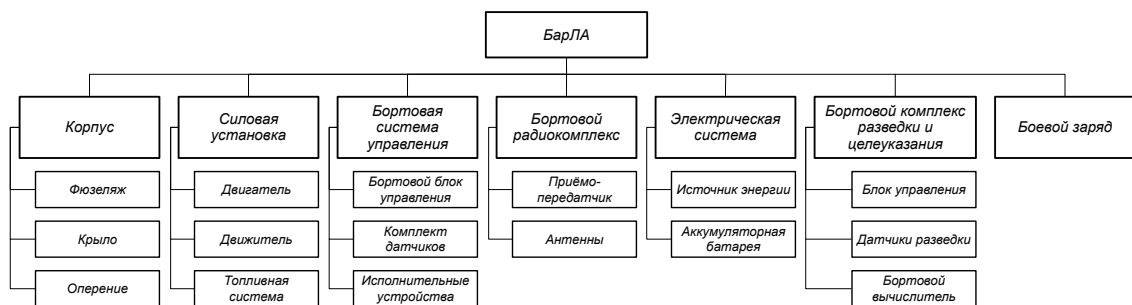 БарЛА
Корпус
Силовая
установка
Бортовая
система
управления
Бортовой
радиокомплекс
Электрическая
система
Бортовой комплекс
разведки и
целеуказания
Боевой заряд
Фюзеляж
Двигатель
Бортовой блок
управления
Приёмо-
передатчик
Источник энергии
Блок управления
Крыло
Движитель
Комплект
датчиков
Антенны
Аккумуляторная
батарея
Датчики разведки
Оперение
Топливная
система
Исполнительные
устройства
Бортовой
вычислитель